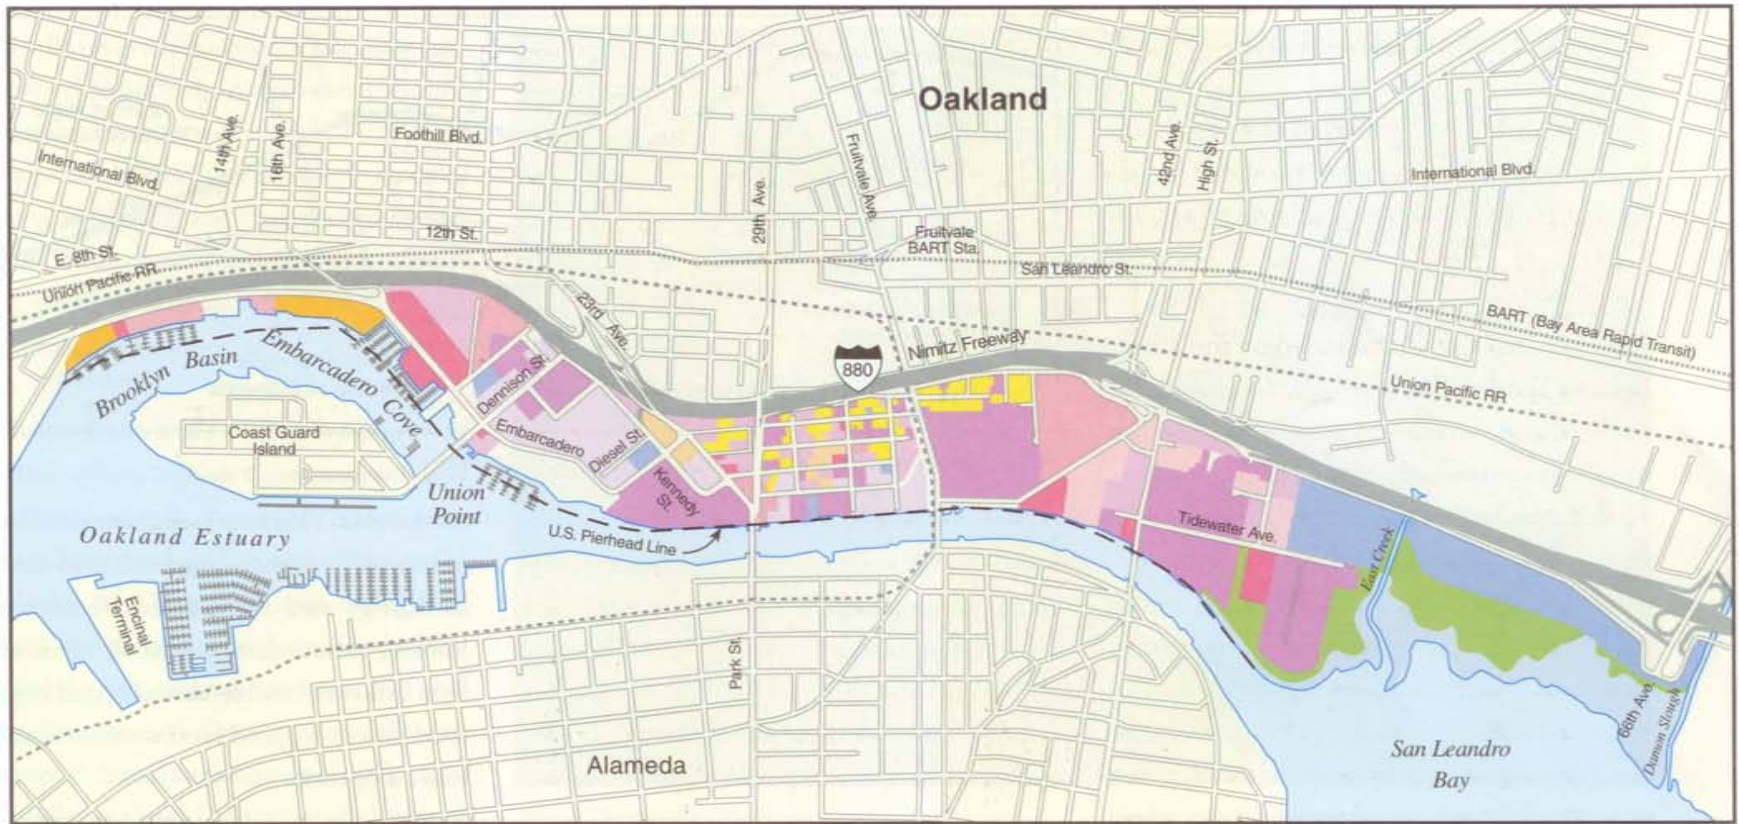 Oakland
14th Ave.
16th Ave.
Foothill Blvd.
International Blvd.
42nd Ave.
High St.
International Blvd.
Fruitvale Ave.
29th Ave.
12th St.
Fruitvale
BART Sta.
E. 8th St.
San Leandro St.
Union Pacific RR
23rd Ave.
BART (Bay Area Rapid Transit)
Nimitz Freeway
880
Union Pacific RR
Brooklyn Basin
Embarcadero Cove
Dennison St.
Embarcadero
Diesel St.
Kennedy
St.
Coast Guard
Island
Union
Point
U.S. Pierhead Line
Tidewater Ave.
East Creek
Oakland Estuary
Encinal
Terminal
Park St.
66th Ave.
Damon Slough
San Leandro
Bay
Alameda